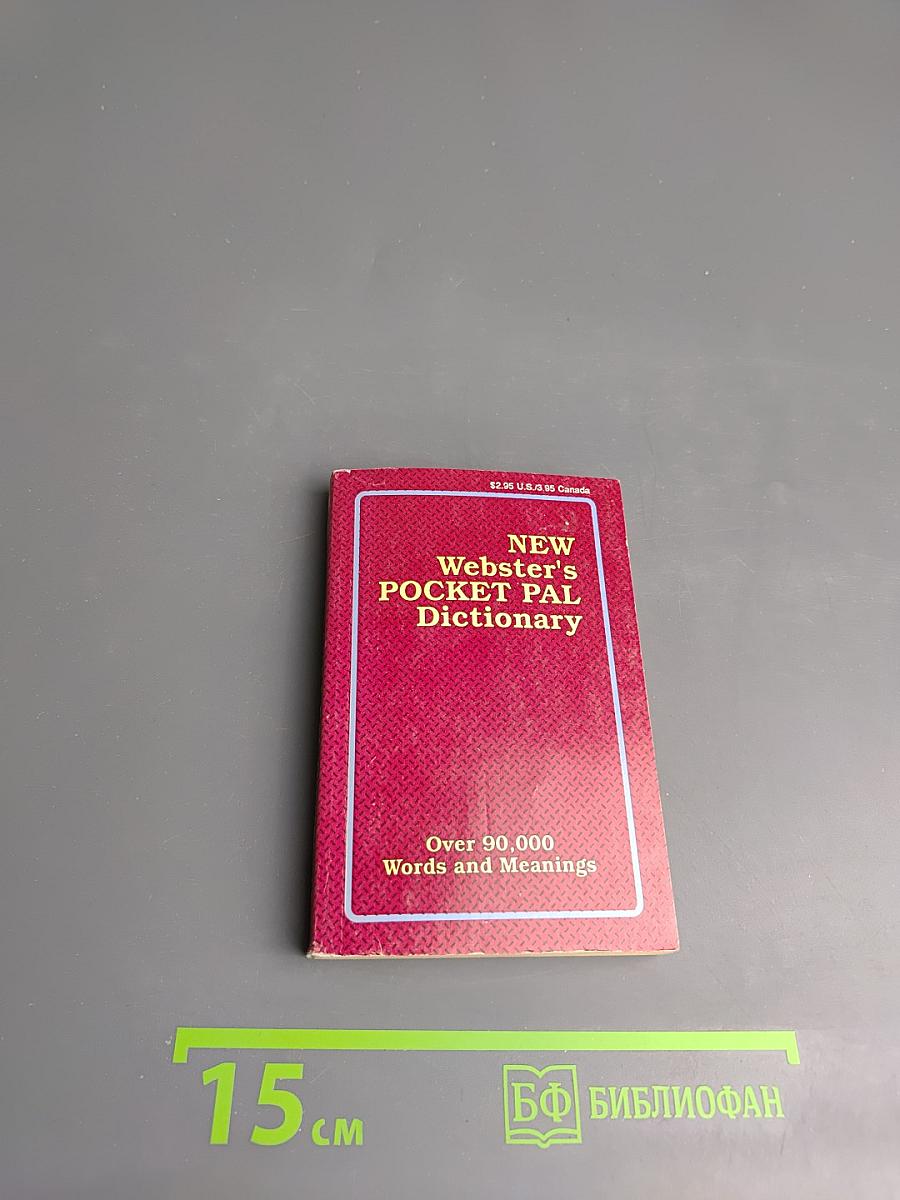 $2.95 U.S./3.95 Canada
NEW
Webster's
POCKET PAL
Dictionary
Over 90,000
Words and Meanings
15 см
БФ БИБЛИОФАН